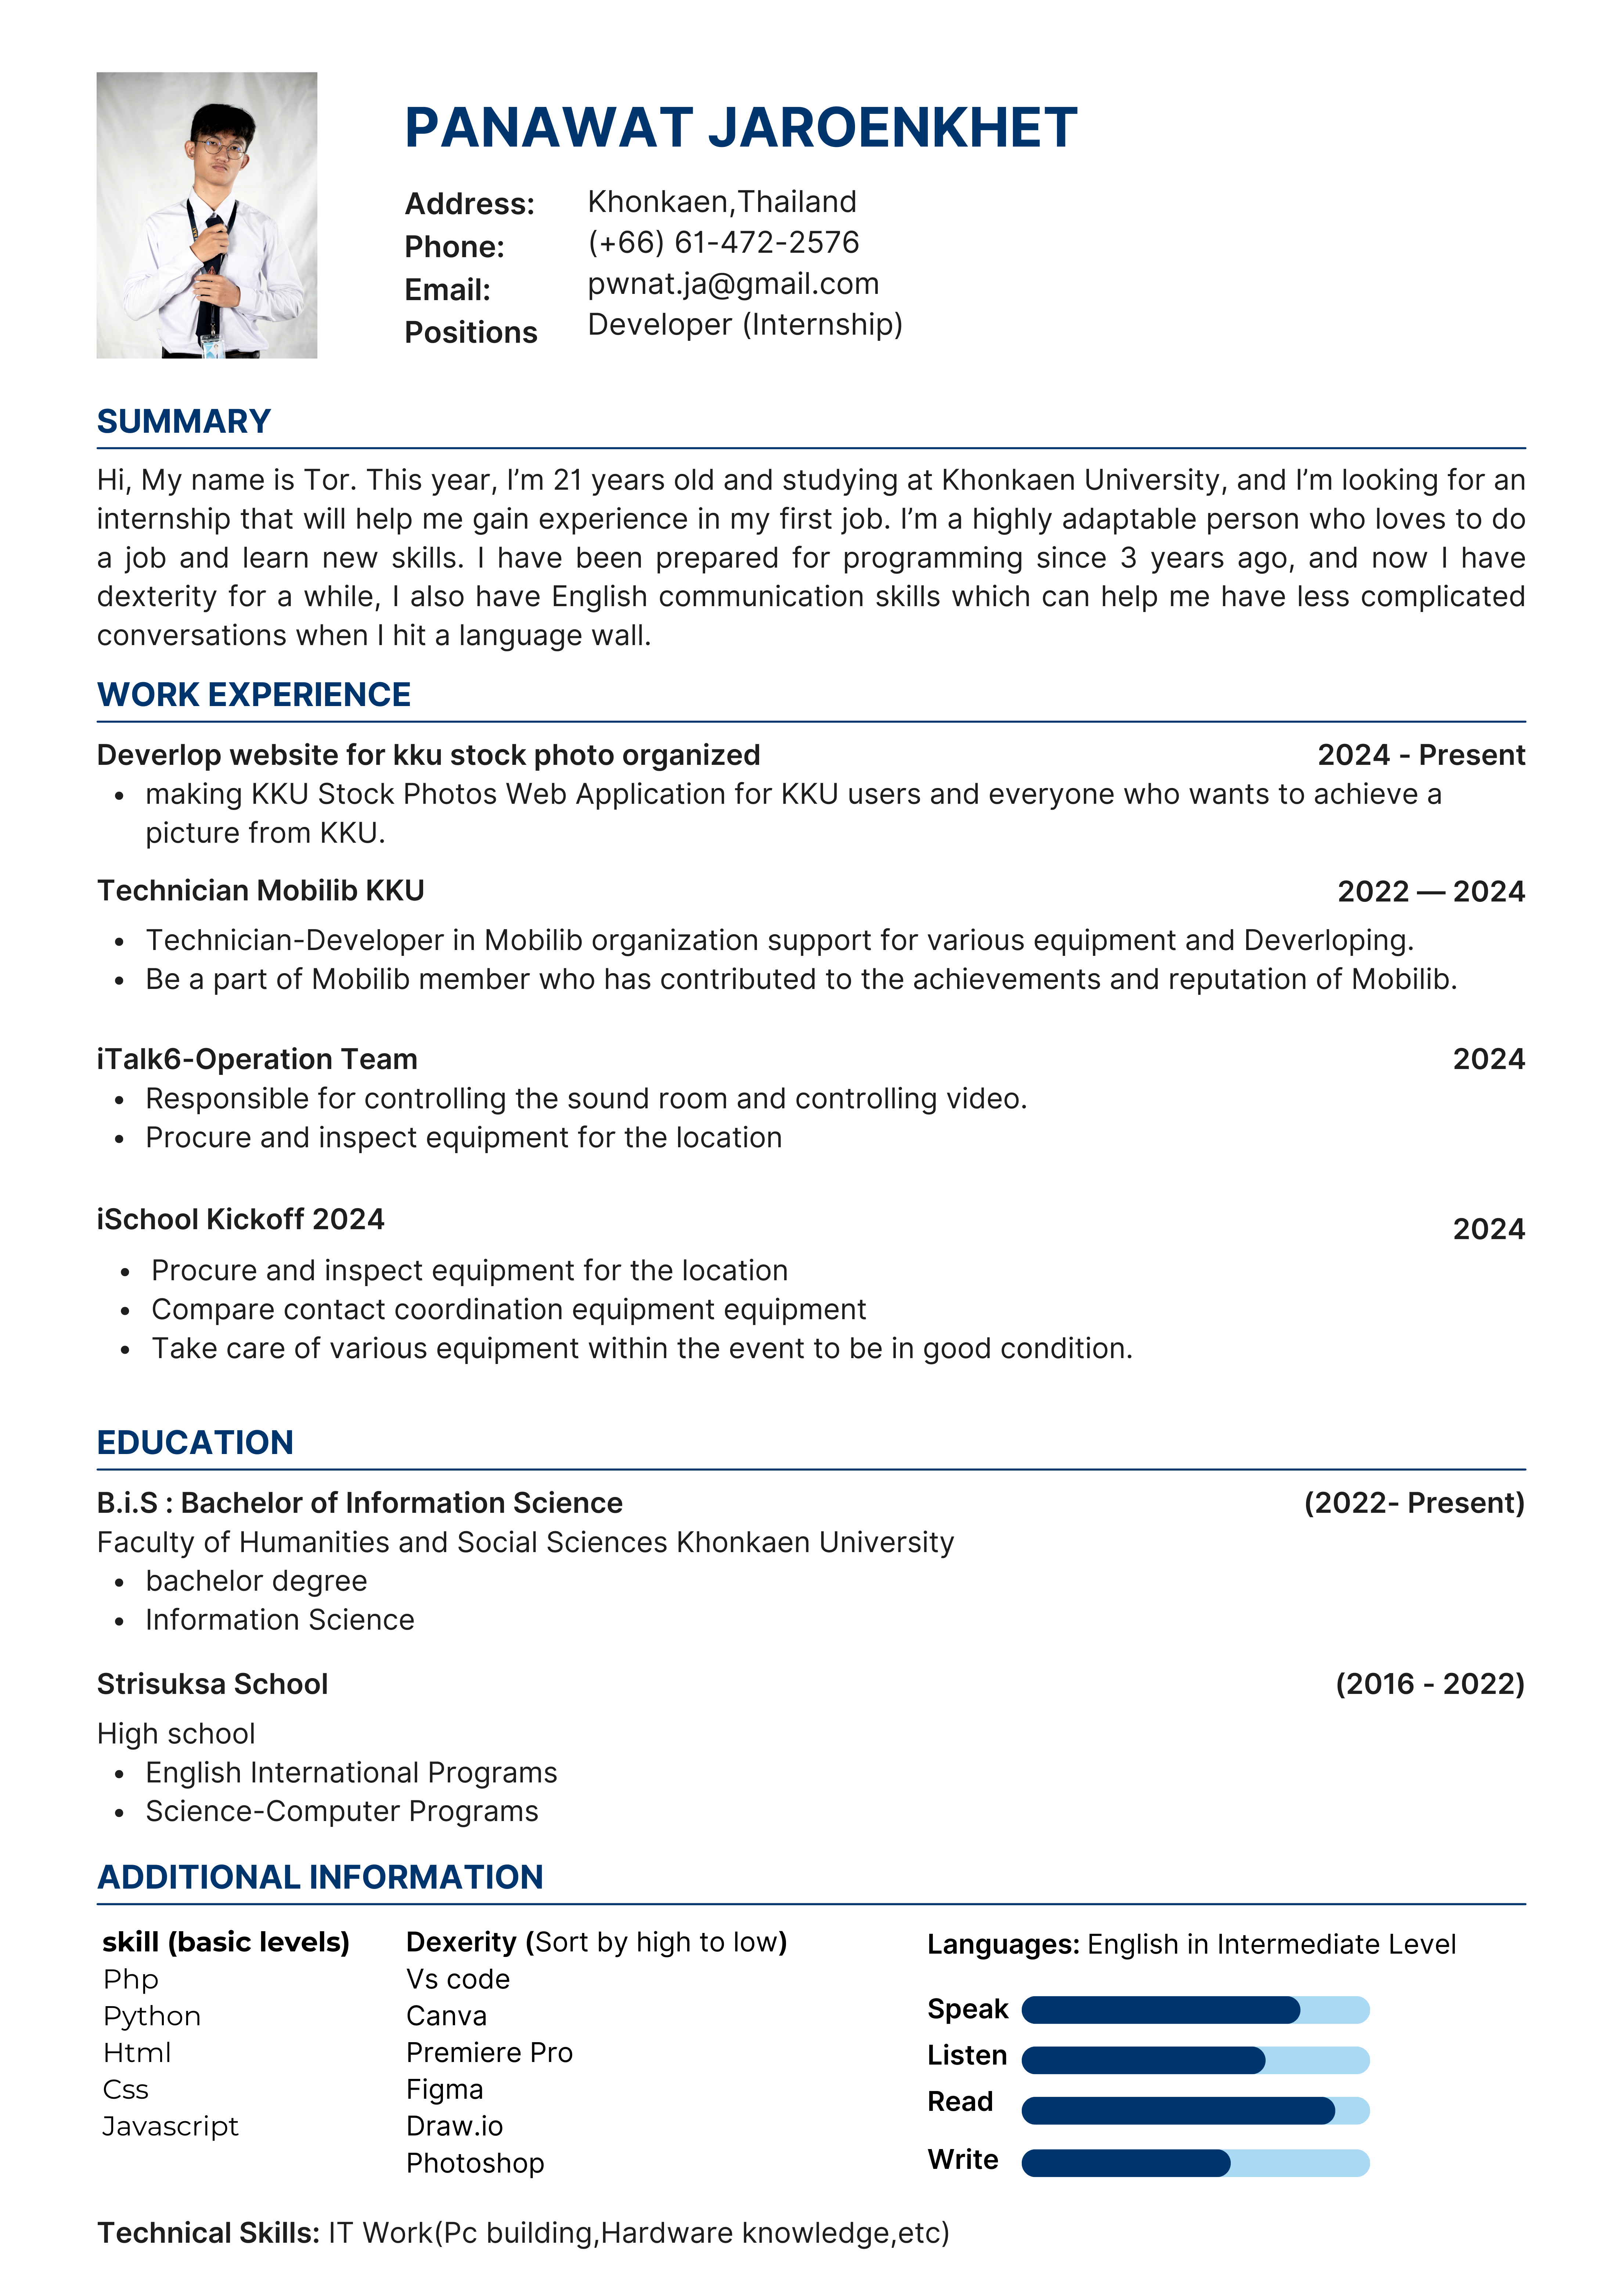 PANAWAT JAROENKHET
Address: Khonkaen,Thailand
Phone: (+66) 61-472-2576
Email: pwnat.ja@gmail.com
Positions Developer (Internship)
SUMMARY
Hi, My name is Tor. This year, I’m 21 years old and studying at Khonkaen University, and I’m looking for an
internship that will help me gain experience in my first job. I’m a highly adaptable person who loves to do
a job and learn new skills. I have been prepared for programming since 3 years ago, and now I have
dexterity for a while, I also have English communication skills which can help me have less complicated
conversations when I hit a language wall.
WORK EXPERIENCE
Deverlop website for kku stock photo organized 2024 - Present
• making KKU Stock Photos Web Application for KKU users and everyone who wants to achieve a
picture from KKU.
Technician Mobilib KKU 2022 — 2024
• Technician-Developer in Mobilib organization support for various equipment and Deverloping.
• Be a part of Mobilib member who has contributed to the achievements and reputation of Mobilib.
iTalk6-Operation Team 2024
• Responsible for controlling the sound room and controlling video.
• Procure and inspect equipment for the location
iSchool Kickoff 2024 2024
• Procure and inspect equipment for the location
• Compare contact coordination equipment equipment
• Take care of various equipment within the event to be in good condition.
EDUCATION
B.i.S : Bachelor of Information Science (2022- Present)
Faculty of Humanities and Social Sciences Khonkaen University
• bachelor degree
• Information Science
Strisuksa School (2016 - 2022)
High school
• English International Programs
• Science-Computer Programs
ADDITIONAL INFORMATION
skill (basic levels)
Php
Python
Html
Css
Javascript
Dexerity (Sort by high to low)
Vs code
Canva
Premiere Pro
Figma
Draw.io
Photoshop
Languages: English in Intermediate Level
Speak
Listen
Read
Write
Technical Skills: IT Work(Pc building,Hardware knowledge,etc)